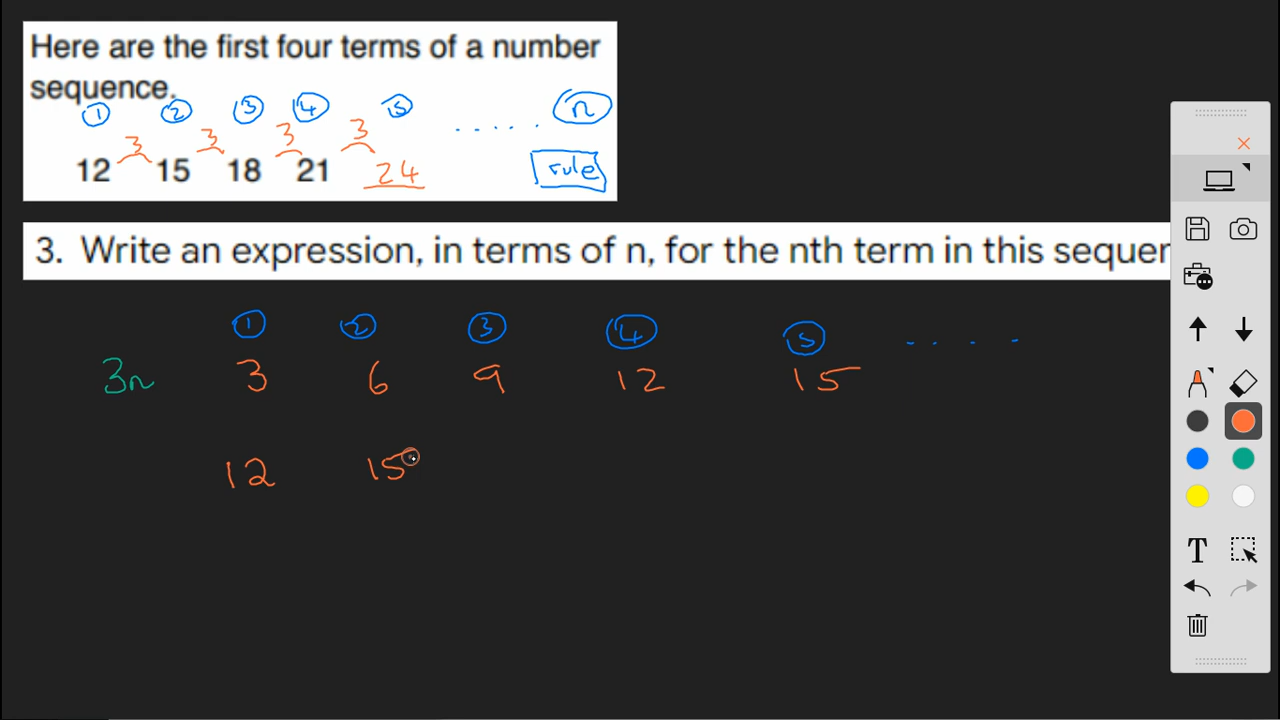 Here are the first four terms of a number
sequence.
1 2 3 4 5 ..... n
3 3 3 3
12 15 18 21 24 rule
3. Write an expression, in terms of n, for the nth term in this sequen
1 2 3 4 5 ....
3n 3 6 9 12 15
12 15
T